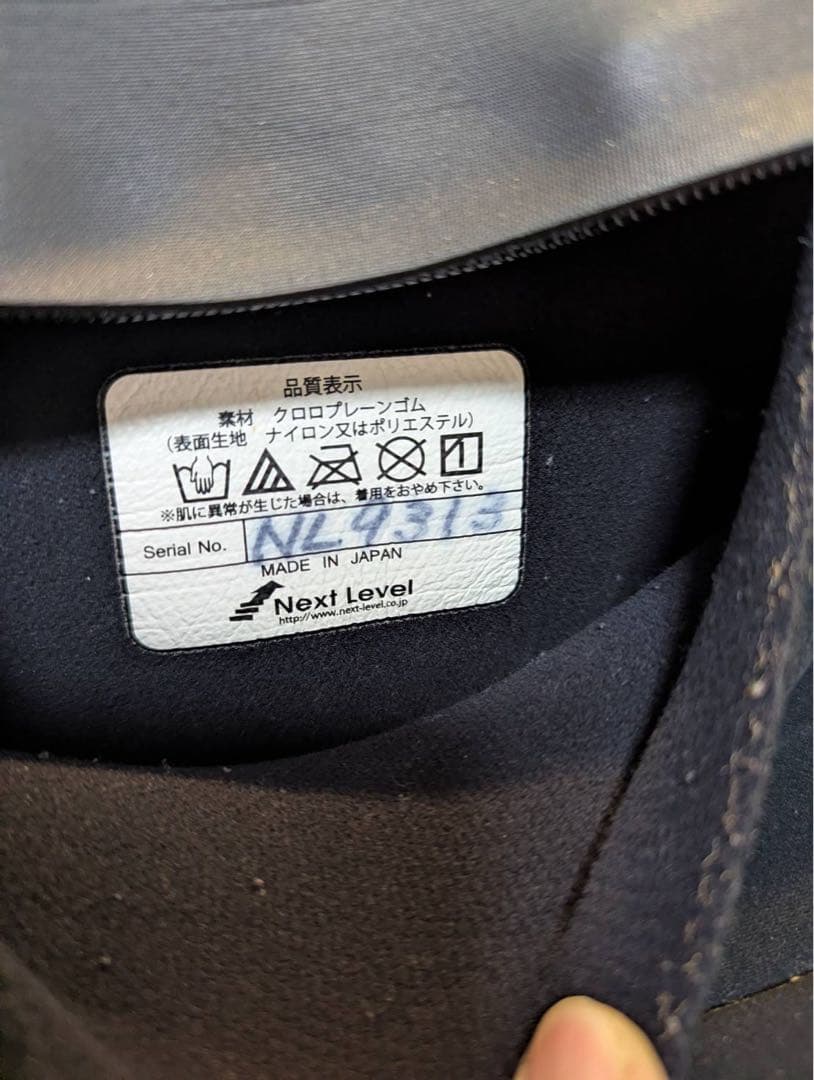 品質表示
素材 クロロプレーンゴム
(表面生地 ナイロン又はポリエステル)
※肌に異常が生じた場合は、着用をおやめ下さい。
Serial No. NL9313
MADE IN JAPAN
Next Level
http://www.next-level.co.jp